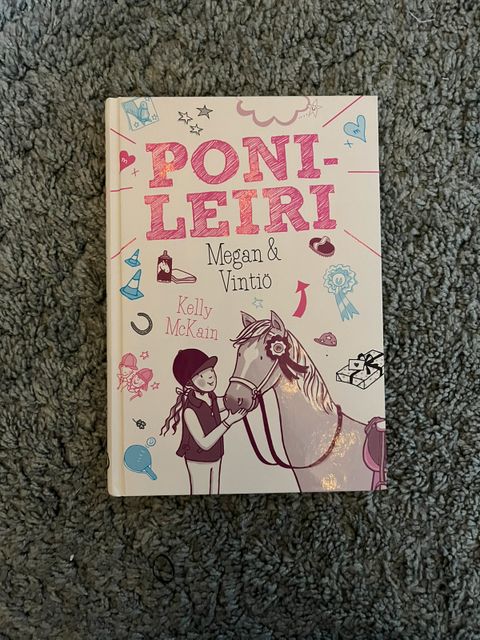 PONI-
LEIRI
Megan &
Vintiö
Kelly
McKain